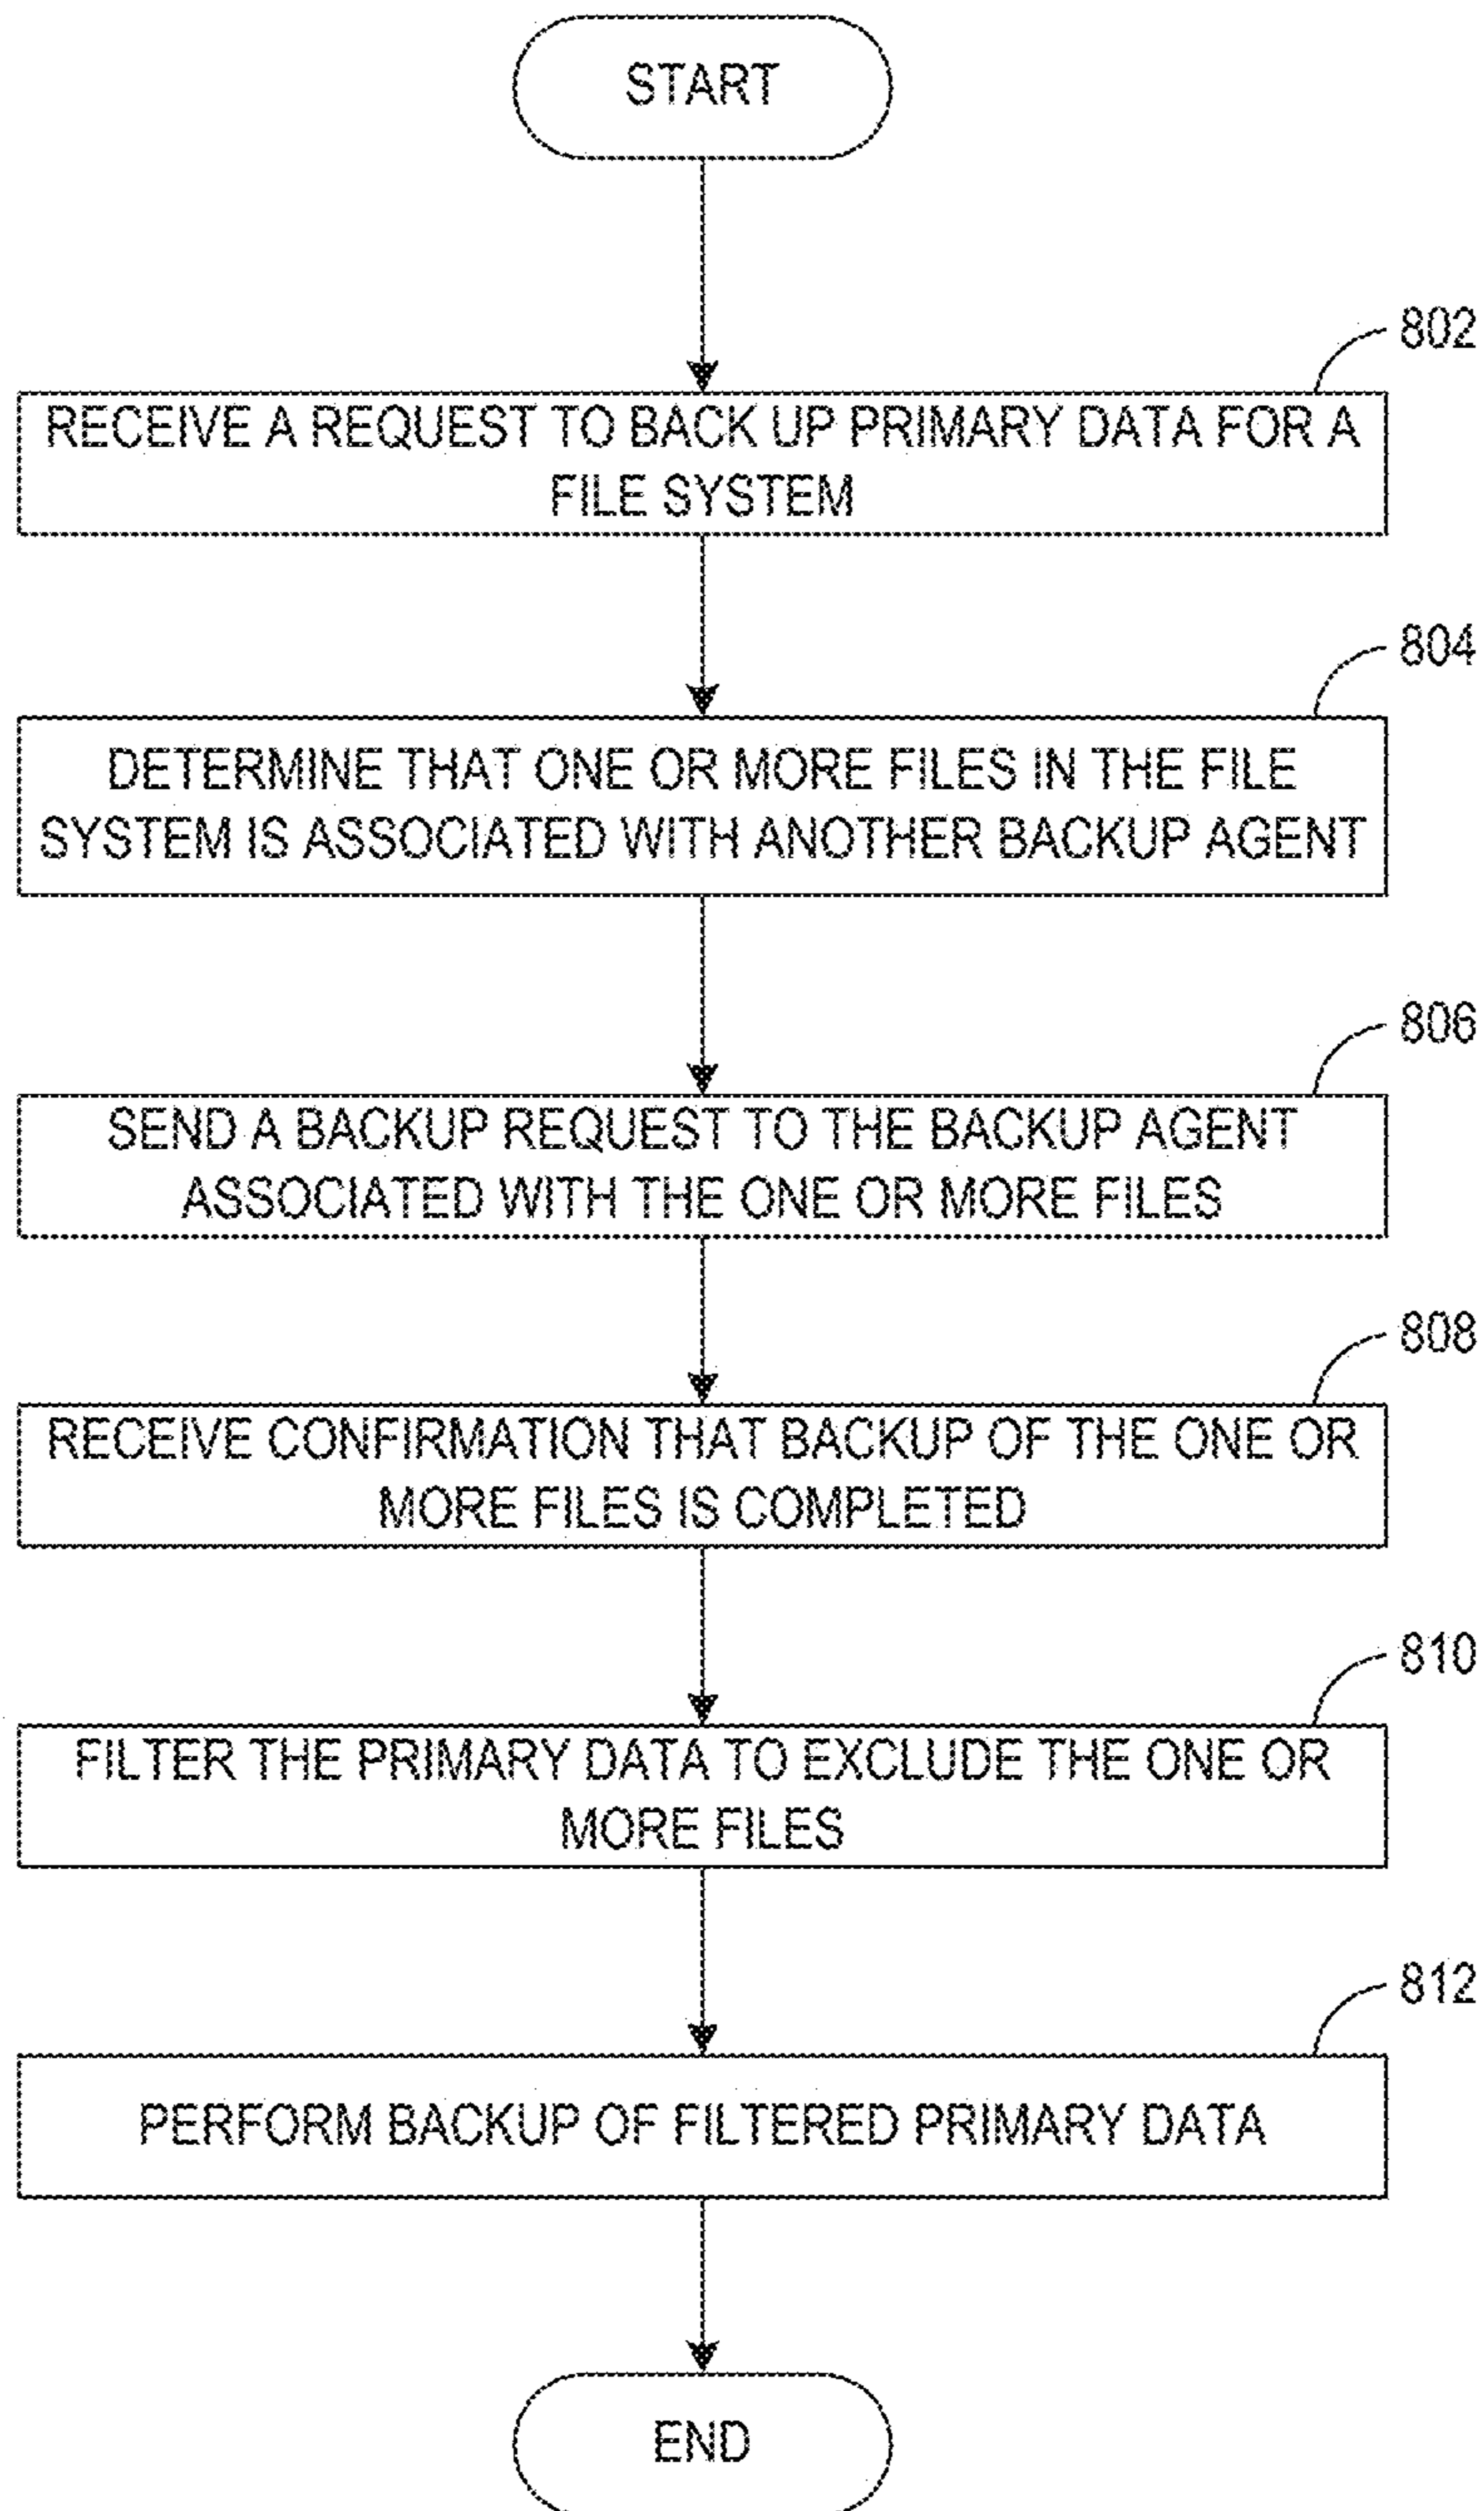 START
802
RECEIVE A REQUEST TO BACK UP PRIMARY DATA FOR A
FILE SYSTEM
804
DETERMINE THAT ONE OR MORE FILES IN THE FILE
SYSTEM IS ASSOCIATED WITH ANOTHER BACKUP AGENT
806
SEND A BACKUP REQUEST TO THE BACKUP AGENT
ASSOCIATED WITH THE ONE OR MORE FILES
808
RECEIVE CONFIRMATION THAT BACKUP OF THE ONE OR
MORE FILES IS COMPLETED
810
FILTER THE PRIMARY DATA TO EXCLUDE THE ONE OR
MORE FILES
812
PERFORM BACKUP OF FILTERED PRIMARY DATA
END